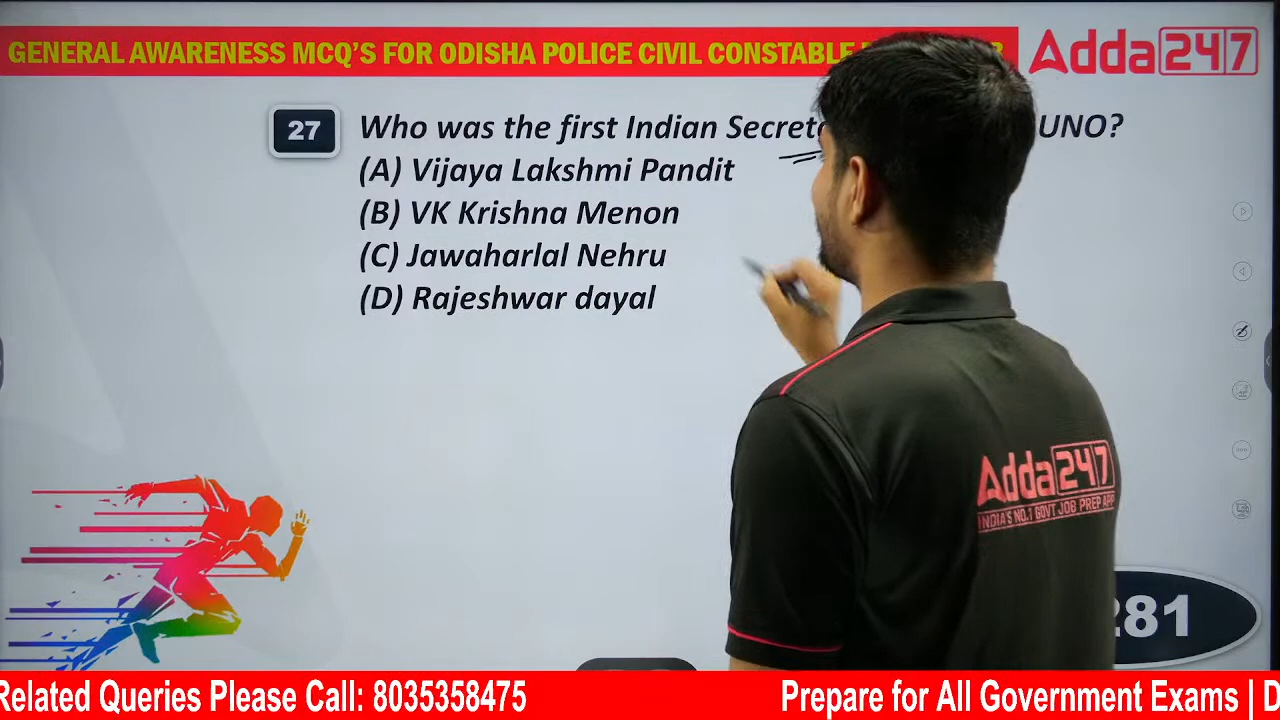 GENERAL AWARENESS MCQ'S FOR ODISHA POLICE CIVIL CONSTABLE
Adda247
27 Who was the first Indian UNO?
(A) Vijaya Lakshmi Pandit
(B) VK Krishna Menon
(C) Jawaharlal Nehru
(D) Rajeshwar dayal
Adda247
INDIA'S NO.1 GOVT JOB PREP APP
281
Related Queries Please Call: 8035358475
Prepare for All Government Exams |